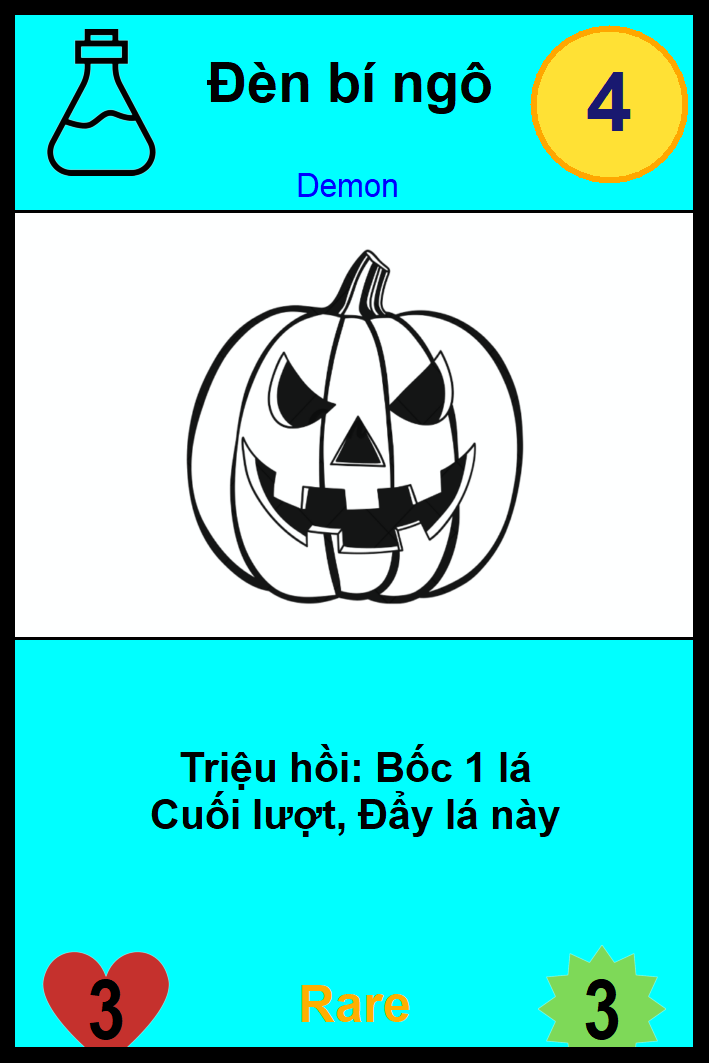 Đèn bí ngô
4
Demon
Triệu hồi: Bốc 1 lá
Cuối lượt, Đẩy lá này
3
Rare
3